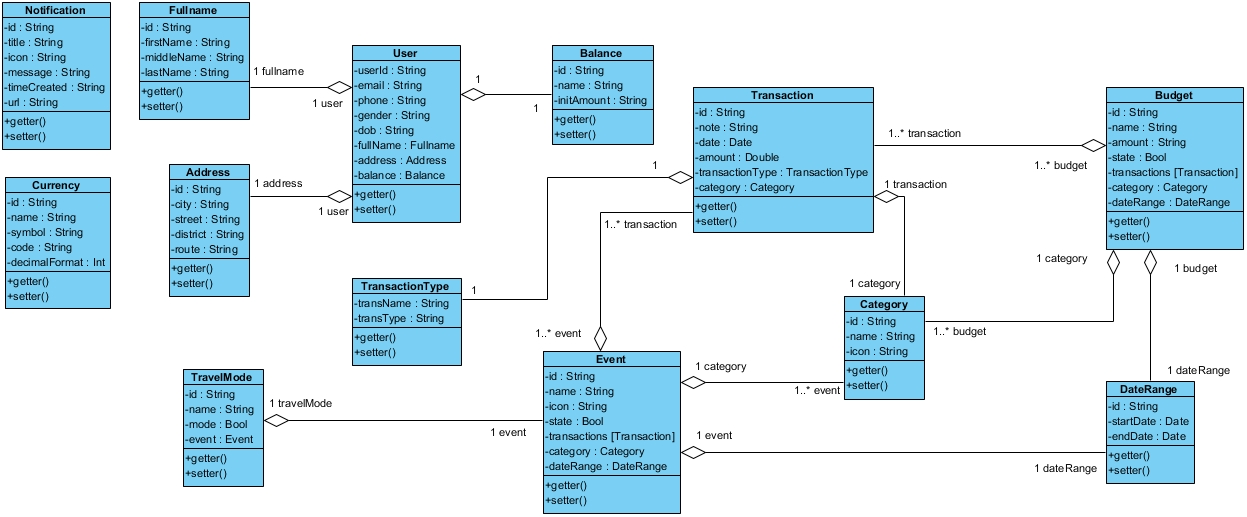 Notification
-id : String
-title : String
-icon : String
-message : String
-timeCreated : String
-url : String
+getter()
+setter()
Fullname
-id : String
-firstName : String
-middleName : String
-lastName : String
+getter()
+setter()
1 fullname
1 user
User
-userId : String
-email : String
-phone : String
-gender : String
-dob : String
-fullName : Fullname
-address : Address
-balance : Balance
+getter()
+setter()
1
1
Balance
-id : String
-name : String
-initAmount : String
+getter()
+setter()
Transaction
-id : String
-note : String
-date : Date
-amount : Double
-transactionType : TransactionType
-category : Category
+getter()
+setter()
1..* transaction
1..* budget
Budget
-id : String
-name : String
-amount : String
-state : Bool
-transactions [Transaction]
-category : Category
-dateRange : DateRange
+getter()
+setter()
Currency
-id : String
-name : String
-symbol : String
-code : String
-decimalFormat : Int
+getter()
+setter()
Address
-id : String
-city : String
-street : String
-district : String
-route : String
+getter()
+setter()
1 address
1 user
1
1
1..* transaction
1 transaction
1 category
1 category
1 budget
TransactionType
-transName : String
-transType : String
+getter()
+setter()
1..* event
Category
-id : String
-name : String
-icon : String
+getter()
+setter()
1..* budget
TravelMode
-id : String
-name : String
-mode : Bool
-event : Event
+getter()
+setter()
1 travelMode
1 event
Event
-id : String
-name : String
-icon : String
-state : Bool
-transactions [Transaction]
-category : Category
-dateRange : DateRange
+getter()
+setter()
1 category
1..* event
1 event
1 dateRange
1 dateRange
DateRange
-id : String
-startDate : Date
-endDate : Date
+getter()
+setter()